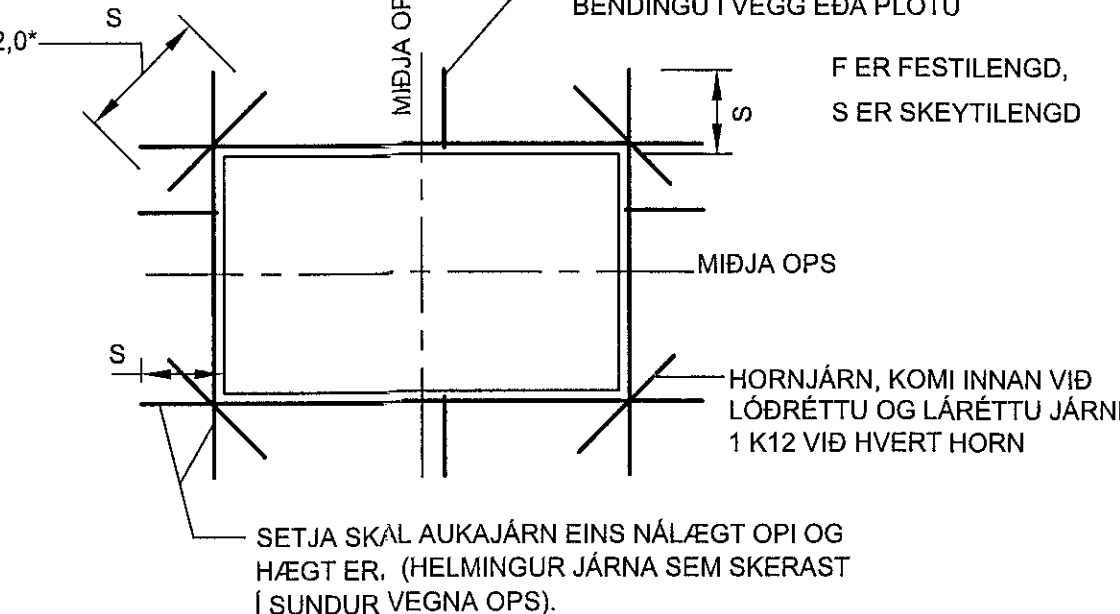 BENDINGU Í VEGG EÐA PLÖTU
S
2,0*
MIÐJA OP
F ER FESTILENGD,
S ER SKEYTILENGD
S
MIÐJA OPS
S
HORNJÁRN, KOMI INNAN VIÐ
LÓÐRÉTTU OG LÁRÉTTU JÁRN
1 K12 VIÐ HVERT HORN
SETJA SKAL AUKAJÁRN EINS NÁLÆGT OPI OG
HÆGT ER. (HELMINGUR JÁRNA SEM SKERAST
Í SUNDUR VEGNA OPS).